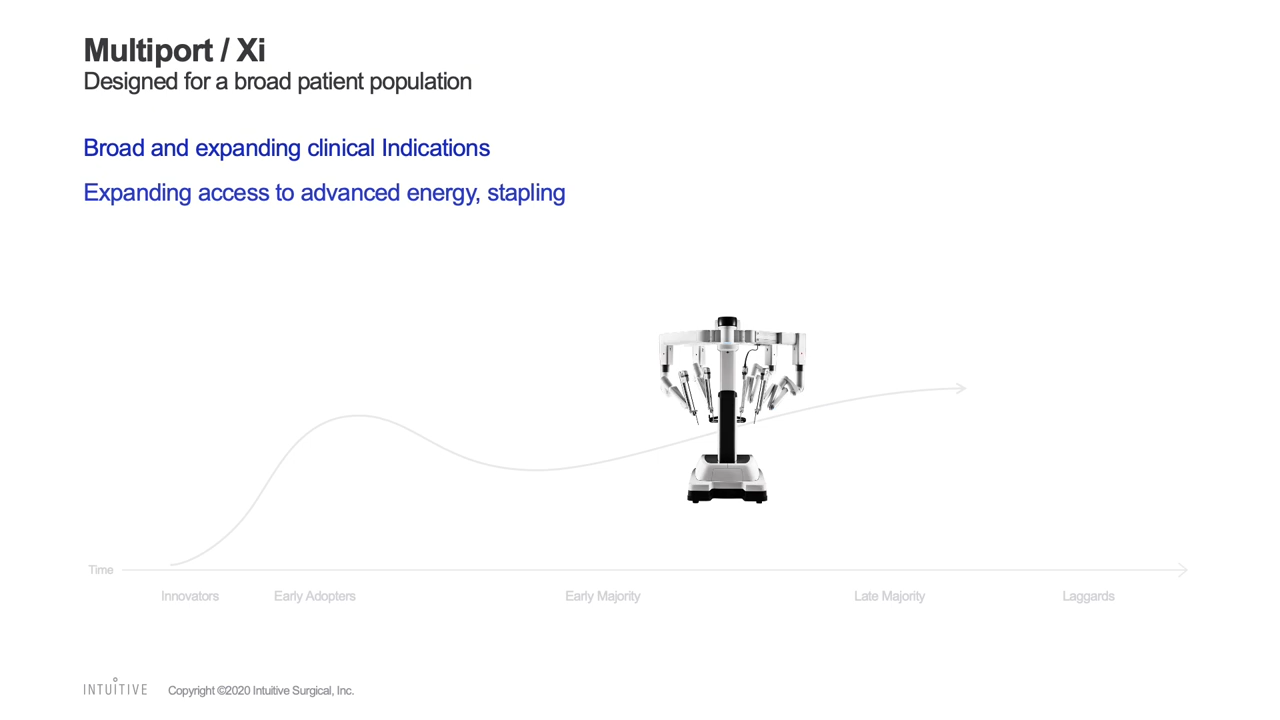 Multiport / Xi
Designed for a broad patient population
Broad and expanding clinical Indications
Expanding access to advanced energy, stapling
Time
Innovators
Early Adopters
Early Majority
Late Majority
Laggards
INTUITIVE
Copyright ©2020 Intuitive Surgical, Inc.